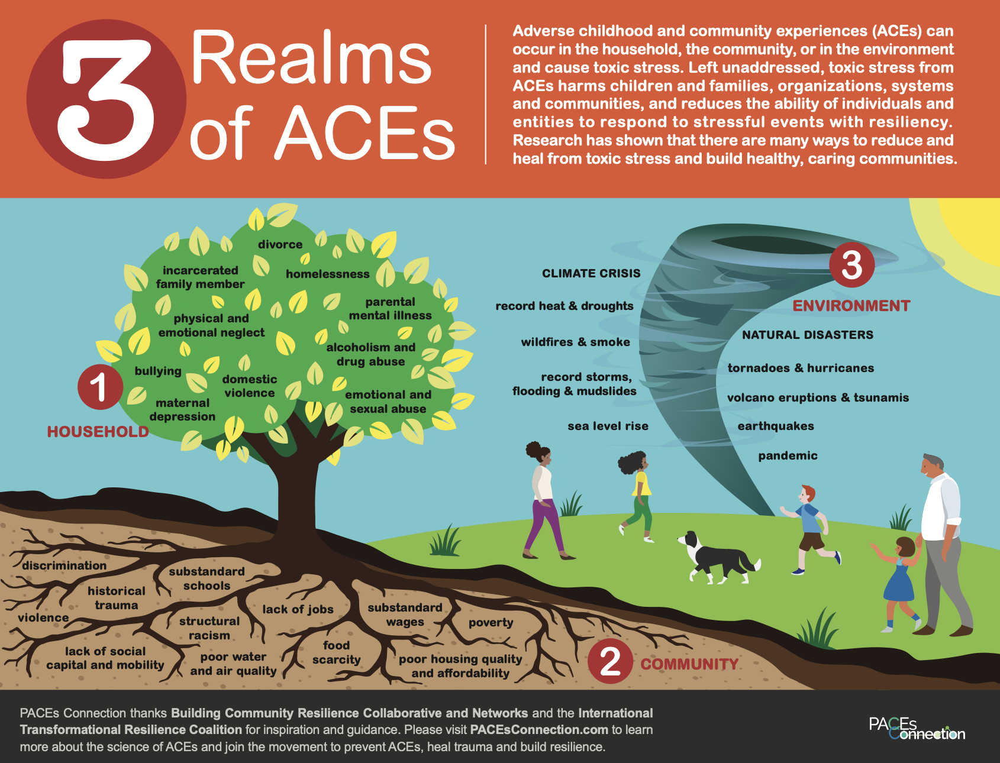 3 Realms
of ACEs
Adverse childhood and community experiences (ACEs) can
occur in the household, the community, or in the environment
and cause toxic stress. Left unaddressed, toxic stress from
ACEs harms children and families, organizations, systems
and communities, and reduces the ability of individuals and
entities to respond to stressful events with resiliency.
Research has shown that there are many ways to reduce and
heal from toxic stress and build healthy, caring communities.
1
HOUSEHOLD
divorce
incarcerated
family member
homelessness
parental
mental illness
physical and
emotional neglect
alcoholism and
drug abuse
bullying
domestic
violence
emotional and
sexual abuse
maternal
depression
3
ENVIRONMENT
CLIMATE CRISIS
record heat & droughts
wildfires & smoke
record storms,
flooding & mudslides
sea level rise
NATURAL DISASTERS
tornadoes & hurricanes
volcano eruptions & tsunamis
earthquakes
pandemic
2
COMMUNITY
discrimination
substandard
schools
historical
trauma
violence
structural
racism
lack of jobs
substandard
wages
poverty
lack of social
capital and mobility
poor water
and air quality
food
scarcity
poor housing quality
and affordability
PACEs Connection thanks Building Community Resilience Collaborative and Networks and the International
Transformational Resilience Coalition for inspiration and guidance. Please visit PACEsConnection.com to learn
more about the science of ACEs and join the movement to prevent ACEs, heal trauma and build resilience.
PACEs
Connection